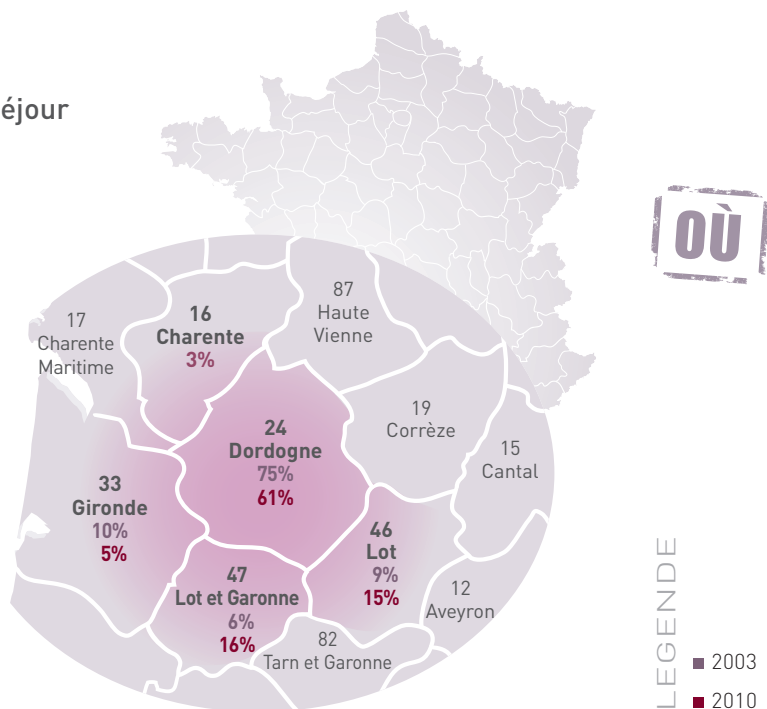 éjour
OÙ
87
Haute
Vienne
16
Charente
3%
17
Charente
Maritime
19
Corrèze
24
Dordogne
75%
61%
15
Cantal
33
Gironde
10%
5%
46
Lot
9%
15%
47
Lot et Garonne
6%
16%
12
Aveyron
82
Tarn et Garonne
LEGENDE
2003
2010